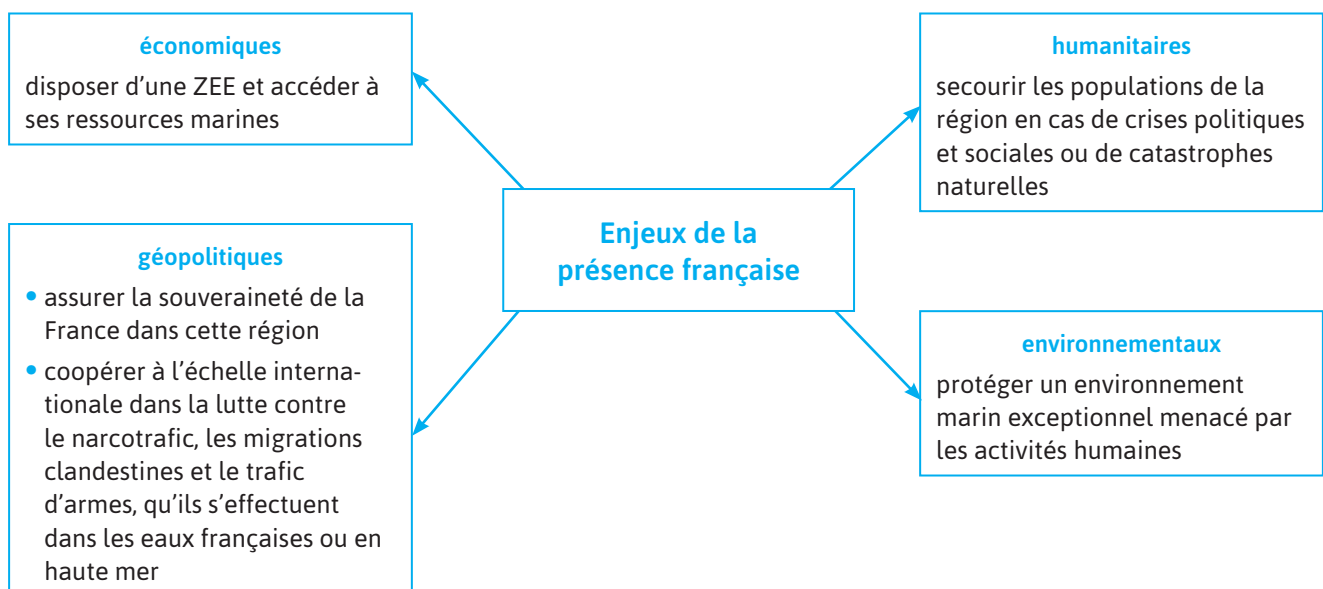 économiques
disposer d’une ZEE et accéder à
ses ressources marines
humanitaires
secourir les populations de la
région en cas de crises politiques
et sociales ou de catastrophes
naturelles
Enjeux de la
présence française
géopolitiques
• assurer la souveraineté de la
France dans cette région
• coopérer à l’échelle interna-
tionale dans la lutte contre
le narcotrafic, les migrations
clandestines et le trafic
d’armes, qu’ils s’effectuent
dans les eaux françaises ou en
haute mer
environnementaux
protéger un environnement
marin exceptionnel menacé par
les activités humaines